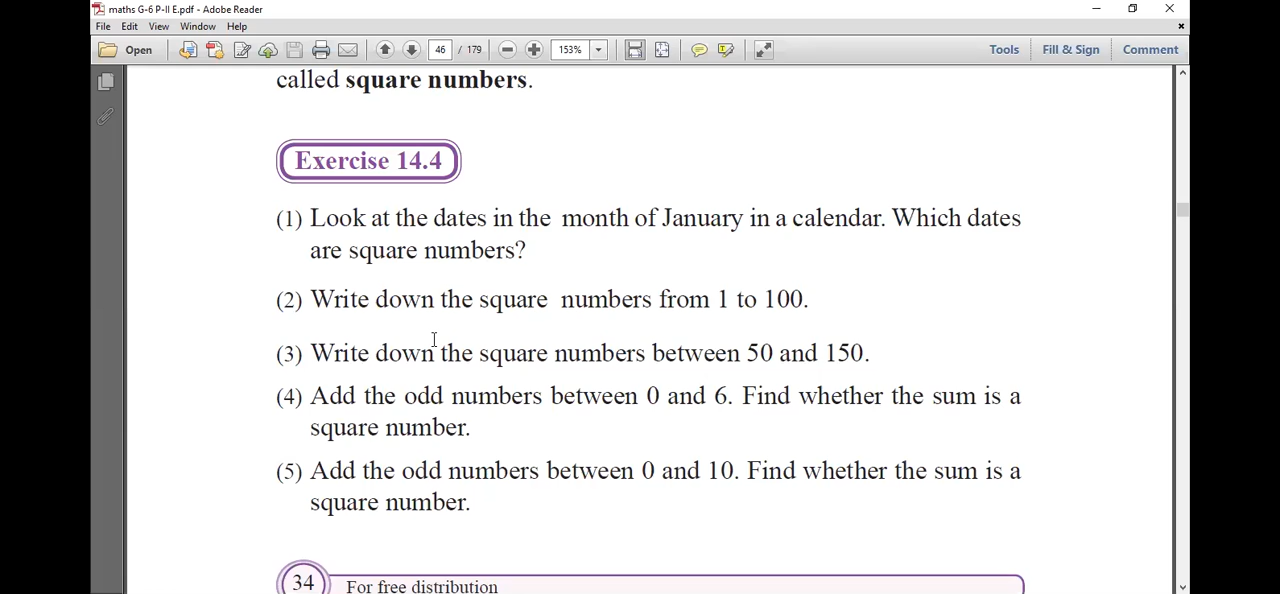 maths G-6 P-II E.pdf - Adobe Reader
File Edit View Window Help
Open 46 / 179 153% Tools Fill & Sign Comment
called square numbers.
Exercise 14.4
(1) Look at the dates in the month of January in a calendar. Which dates
are square numbers?
(2) Write down the square numbers from 1 to 100.
(3) Write down the square numbers between 50 and 150.
(4) Add the odd numbers between 0 and 6. Find whether the sum is a
square number.
(5) Add the odd numbers between 0 and 10. Find whether the sum is a
square number.
34 For free distribution